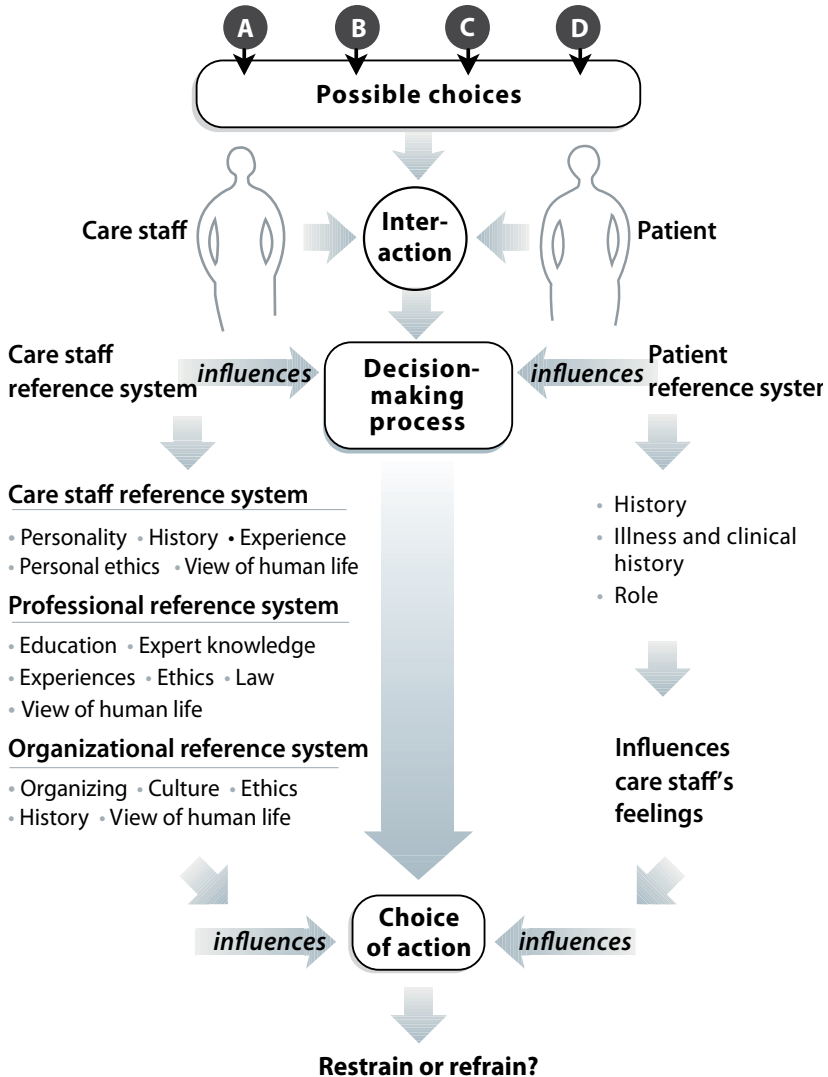 A B C D
Possible choices
Care staff
Inter-
action
Patient
Care staff
reference system
influences
Decision-
making
process
influences
Patient
reference system
Care staff reference system
• Personality • History • Experience
• Personal ethics • View of human life
Professional reference system
• Education • Expert knowledge
• Experiences • Ethics • Law
• View of human life
Organizational reference system
• Organizing • Culture • Ethics
• History • View of human life
• History
• Illness and clinical
history
• Role
Influences
care staff’s
feelings
influences
Choice
of action
influences
Restrain or refrain?